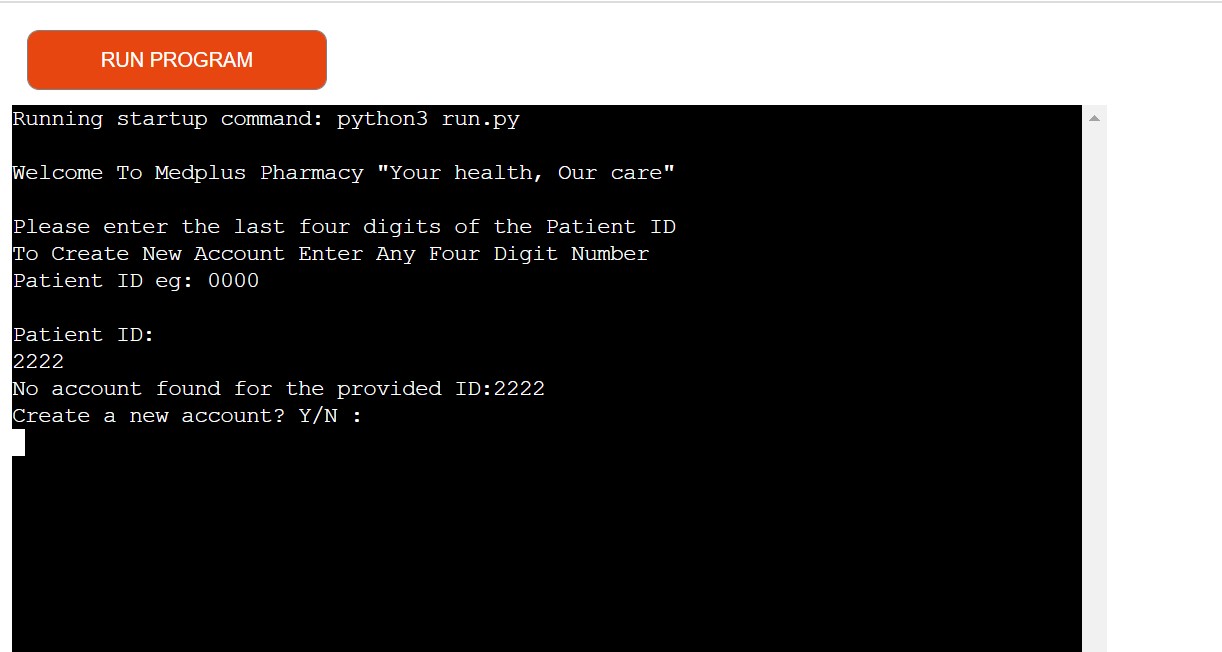 RUN PROGRAM
Running startup command: python3 run.py
Welcome To Medplus Pharmacy "Your health, Our care"
Please enter the last four digits of the Patient ID
To Create New Account Enter Any Four Digit Number
Patient ID eg: 0000
Patient ID:
2222
No account found for the provided ID:2222
Create a new account? Y/N :